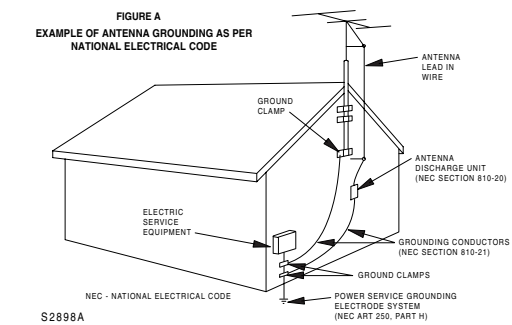 FIGURE A
EXAMPLE OF ANTENNA GROUNDING AS PER
NATIONAL ELECTRICAL CODE
ANTENNA
LEAD IN
WIRE
GROUND
CLAMP
ANTENNA
DISCHARGE UNIT
(NEC SECTION 810-20)
ELECTRIC
SERVICE
EQUIPMENT
GROUNDING CONDUCTORS
(NEC SECTION 810-21)
GROUND CLAMPS
NEC - NATIONAL ELECTRICAL CODE
POWER SERVICE GROUNDING
ELECTRODE SYSTEM
(NEC ART 250, PART H)
S2898A